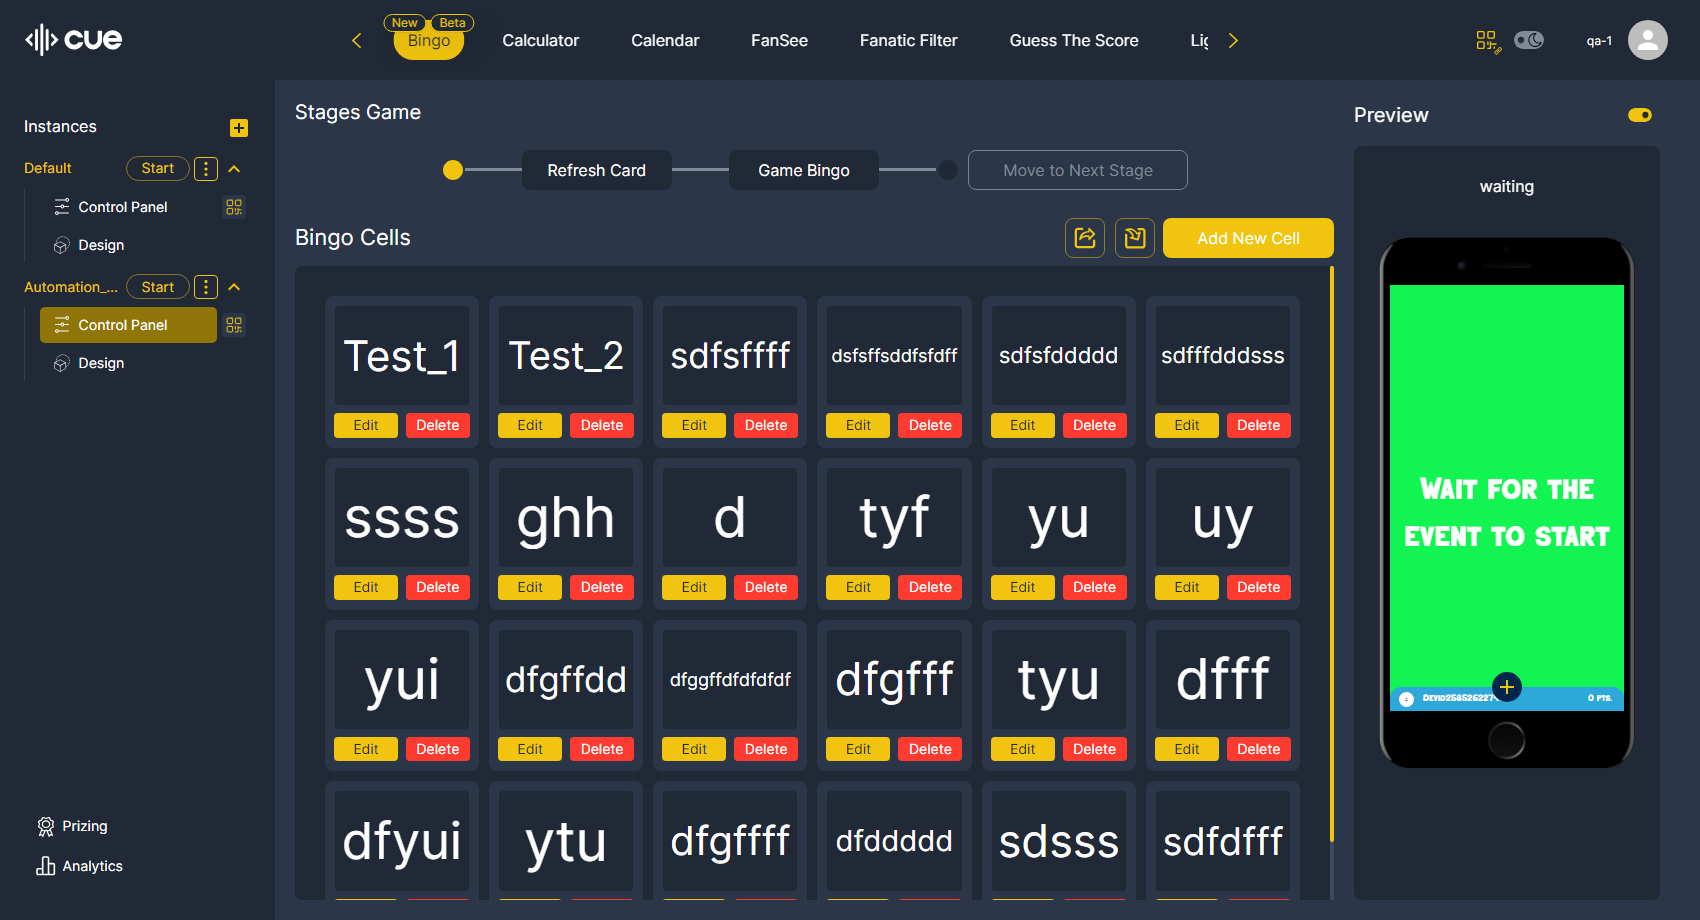 cue
New Beta
Bingo Calculator Calendar FanSee Fanatic Filter Guess The Score Lig
qa-1
Instances
Default Start
Control Panel
Design
Automation_... Start
Control Panel
Design
Prizing
Analytics
Stages Game
Refresh Card Game Bingo Move to Next Stage
Bingo Cells
Add New Cell
Test_1 Test_2 sdfsffff dsfsffsddfsfdff sdfsfddddd sdfffdddsss
Edit Delete Edit Delete Edit Delete Edit Delete Edit Delete Edit Delete
ssss ghh d tyf yu uy
Edit Delete Edit Delete Edit Delete Edit Delete Edit Delete Edit Delete
yui dfgffdd dfggffdfdfdfdf dfgfff tyu dfff
Edit Delete Edit Delete Edit Delete Edit Delete Edit Delete Edit Delete
dfyui ytu dfgffff dfddddd sdsss sdfdfff
Preview
waiting
Wait for the
event to start
0 pts.